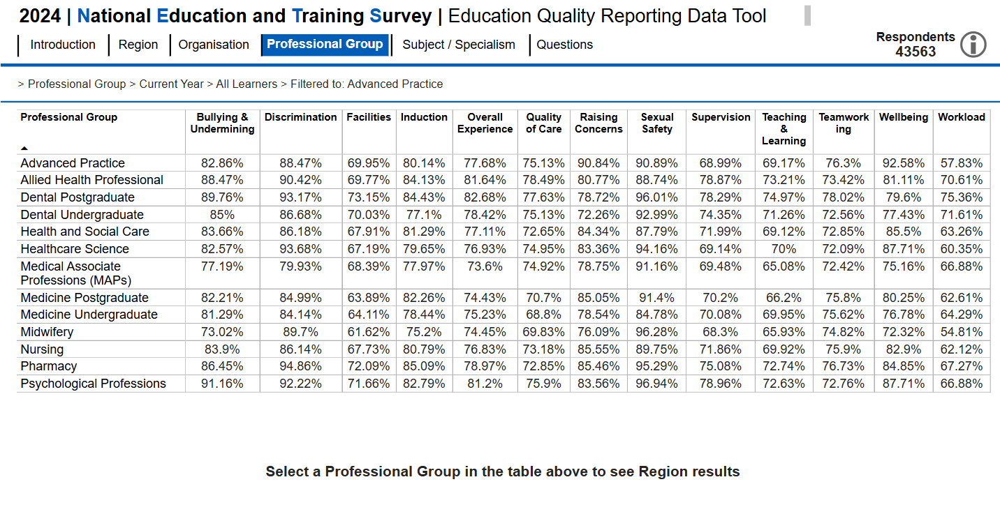 2024 | National Education and Training Survey | Education Quality Reporting Data Tool
Introduction Region Organisation Professional Group Subject / Specialism Questions
Respondents
43563
> Professional Group > Current Year > All Learners > Filtered to: Advanced Practice
Professional Group Bullying & Discrimination Facilities Induction Overall Quality Raising Sexual Supervision Teaching Teamwork Wellbeing Workload
Undermining Experience of Care Concerns Safety & ing
Learning
Advanced Practice 82.86% 88.47% 69.95% 80.14% 77.68% 75.13% 90.84% 90.89% 68.99% 69.17% 76.3% 92.58% 57.83%
Allied Health Professional 88.47% 90.42% 69.77% 84.13% 81.64% 78.49% 80.77% 88.74% 78.87% 73.21% 73.42% 81.11% 70.61%
Dental Postgraduate 89.76% 93.17% 73.15% 84.43% 82.68% 77.63% 78.72% 96.01% 78.29% 74.97% 78.02% 79.6% 75.36%
Dental Undergraduate 85% 86.68% 70.03% 77.1% 78.42% 75.13% 72.26% 92.99% 74.35% 71.26% 72.56% 77.43% 71.61%
Health and Social Care 83.66% 86.18% 67.91% 81.29% 77.11% 72.65% 84.34% 87.79% 71.99% 69.12% 72.85% 85.5% 63.26%
Healthcare Science 82.57% 93.68% 67.19% 79.65% 76.93% 74.95% 83.36% 94.16% 69.14% 70% 72.09% 87.71% 60.35%
Medical Associate 77.19% 79.93% 68.39% 77.97% 73.6% 74.92% 78.75% 91.16% 69.48% 65.08% 72.42% 75.16% 66.88%
Professions (MAPs)
Medicine Postgraduate 82.21% 84.99% 63.89% 82.26% 74.43% 70.7% 85.05% 91.4% 70.2% 66.2% 75.8% 80.25% 62.61%
Medicine Undergraduate 81.29% 84.14% 64.11% 78.44% 75.23% 68.8% 78.54% 84.78% 70.08% 69.95% 75.62% 76.78% 64.29%
Midwifery 73.02% 89.7% 61.62% 75.2% 74.45% 69.83% 76.09% 96.28% 68.3% 65.93% 74.82% 72.32% 54.81%
Nursing 83.9% 86.14% 67.73% 80.79% 76.83% 73.18% 85.55% 89.75% 71.86% 69.92% 75.9% 82.9% 62.12%
Pharmacy 86.45% 94.86% 72.09% 85.09% 78.97% 72.85% 85.46% 95.29% 75.08% 72.74% 76.73% 84.85% 67.27%
Psychological Professions 91.16% 92.22% 71.66% 82.79% 81.2% 75.9% 83.56% 96.94% 78.96% 72.63% 72.76% 87.71% 66.88%
Select a Professional Group in the table above to see Region results